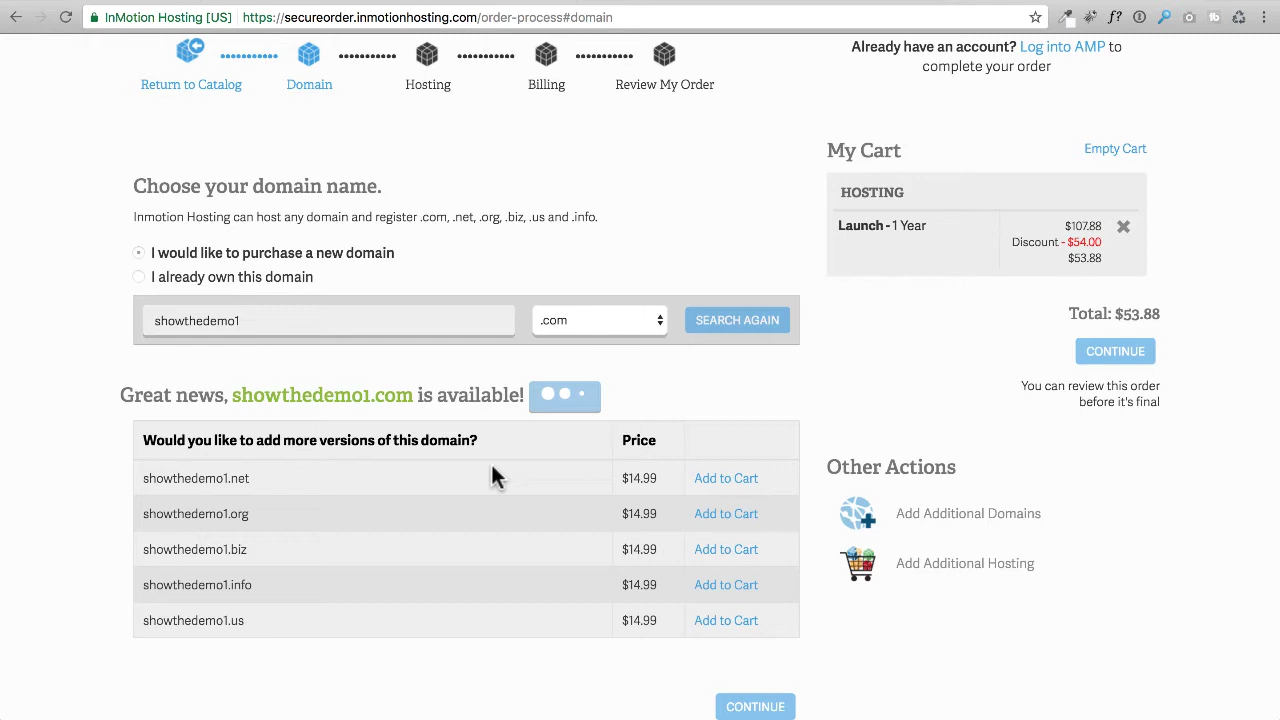 InMotion Hosting [US] https://secureorder.inmotionhosting.com/order-process#domain
f?
Return to Catalog
Domain
Hosting
Billing
Review My Order
Already have an account? Log into AMP to
complete your order
Choose your domain name.
Inmotion Hosting can host any domain and register .com, .net, .org, .biz, .us and .info.
I would like to purchase a new domain
I already own this domain
showthedemo1 .com SEARCH AGAIN
Great news, showthedemo1.com is available!
Would you like to add more versions of this domain? Price
showthedemo1.net $14.99 Add to Cart
showthedemo1.org $14.99 Add to Cart
showthedemo1.biz $14.99 Add to Cart
showthedemo1.info $14.99 Add to Cart
showthedemo1.us $14.99 Add to Cart
CONTINUE
My Cart Empty Cart
HOSTING
Launch - 1 Year $107.88
Discount - $54.00
$53.88
Total: $53.88
CONTINUE
You can review this order
before it's final
Other Actions
Add Additional Domains
Add Additional Hosting